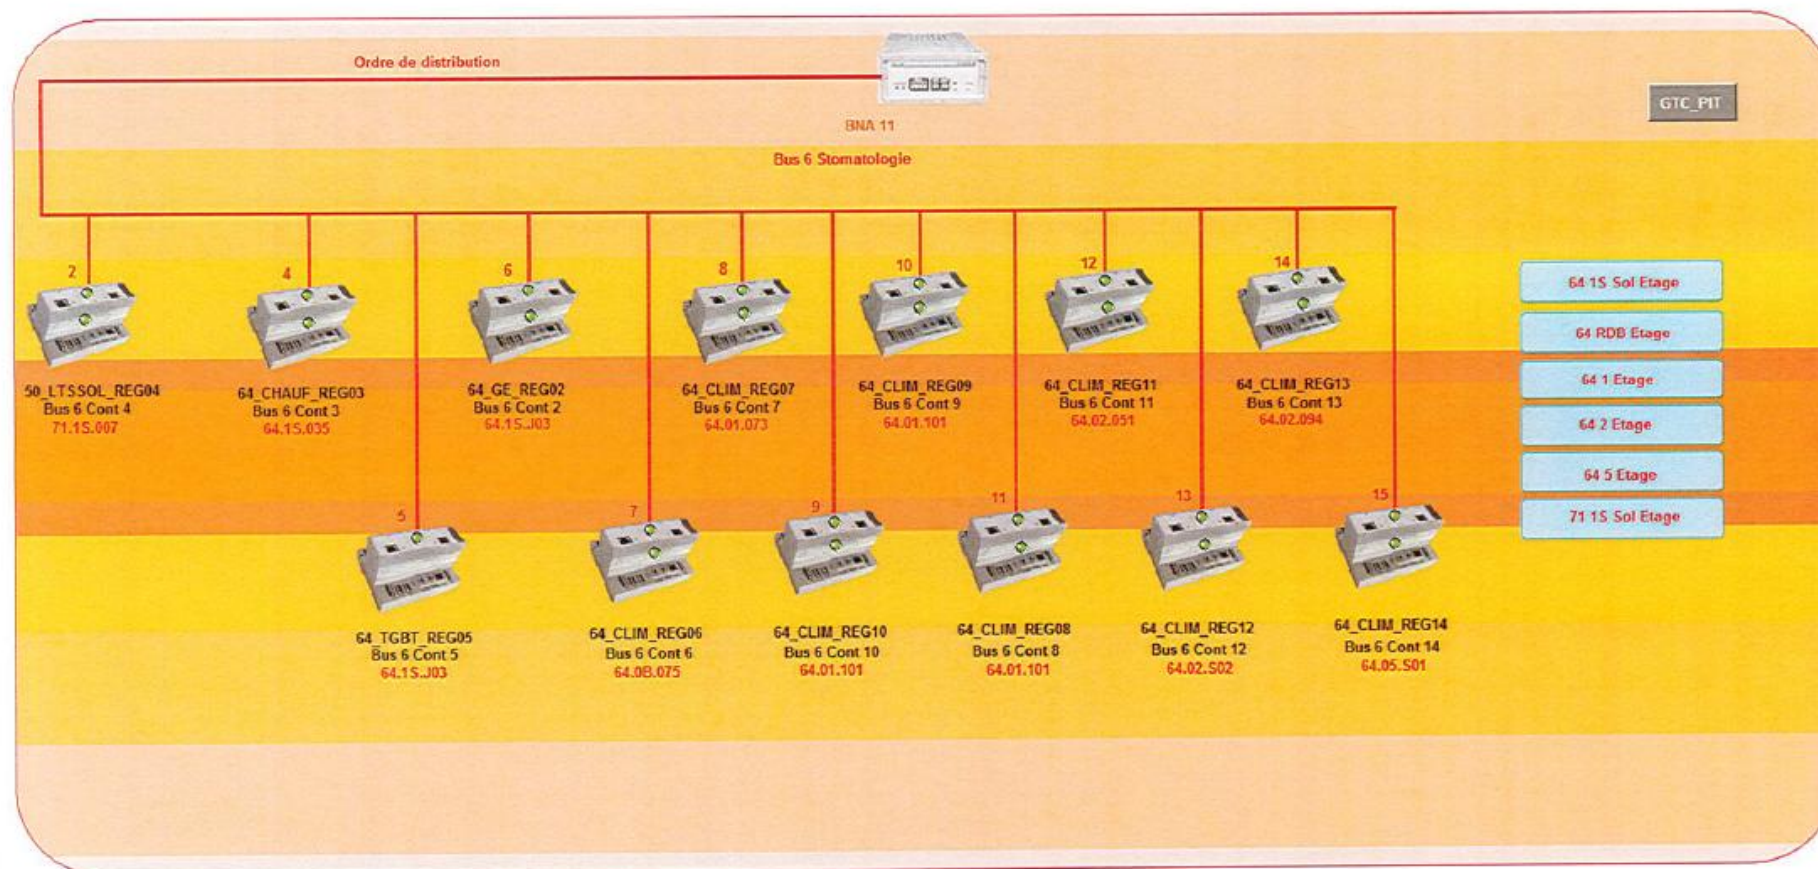 Ordre de distribution
BNA 11
GTC_PIT
Bus 6 Stomatologie
2
4
6
8
10
12
14
50_LTSSOL_REG04
Bus 6 Cont 4
71.1S.007
64_CHAUF_REG03
Bus 6 Cont 3
64.1S.035
64_GE_REG02
Bus 6 Cont 2
64.1S.J03
64_CLIM_REG07
Bus 6 Cont 7
64.01.073
64_CLIM_REG09
Bus 6 Cont 9
64.01.101
64_CLIM_REG11
Bus 6 Cont 11
64.02.051
64_CLIM_REG13
Bus 6 Cont 13
64.02.094
5
7
9
11
13
15
64_TGBT_REG05
Bus 6 Cont 5
64.1S.J03
64_CLIM_REG06
Bus 6 Cont 6
64.0B.075
64_CLIM_REG10
Bus 6 Cont 10
64.01.101
64_CLIM_REG08
Bus 6 Cont 8
64.01.101
64_CLIM_REG12
Bus 6 Cont 12
64.02.S02
64_CLIM_REG14
Bus 6 Cont 14
64.05.S01
64 1S Sol Etage
64 RDB Etage
64 1 Etage
64 2 Etage
64 5 Etage
71 1S Sol Etage